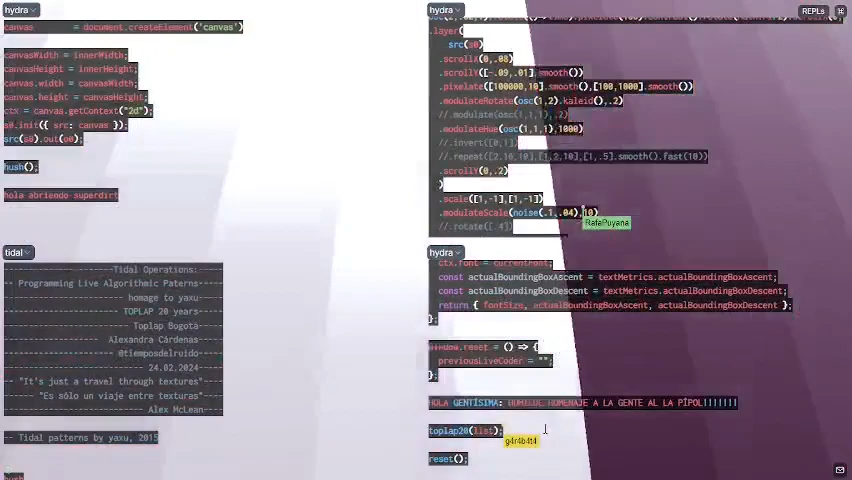 hydra
canvas = document.createElement('canvas')
canvasWidth = innerWidth;
canvasHeight = innerHeight;
canvas.width = canvasWidth;
canvas.height = canvasHeight;
ctx = canvas.getContext("2d");
s0.init({ src: canvas });
src(s0).out(o0);
hush();
hola abriendo superdirt
tidal
Tidal Operations:
Programming Live Algorithmic Paterns
homage to yaxu
TOPLAP 20 years
Toplap Bogotá
Alexandra Cárdenas
@tiemposdelruido
24.02.2024
"It's just a travel through textures"
"Es sólo un viaje entre texturas"
Alex McLean
-- Tidal patterns by yaxu, 2015
hush
hydra
REPLs
.layer(
src(s0)
.scrollX(0,.08)
.scrollY([-.09,.01].smooth())
.pixelate([100000,10].smooth(),[100,1000].smooth())
.modulateRotate(osc(1,2).kaleid(),.2)
//.modulate(osc(1,1,1),.2)
.modulateHue(osc(1,1,1),1000)
//.invert([0,1])
//.repeat([2,10,10],[1,2,10],[1,.5].smooth().fast(10))
.scrollY(0,.2)
)
.scale([1,-1],[1,-1])
.modulateScale(noise(.1,.04),10)
RafaPuyana
//.rotate([.4])
hydra
ctx.font = currentFont;
const actualBoundingBoxAscent = textMetrics.actualBoundingBoxAscent;
const actualBoundingBoxDescent = textMetrics.actualBoundingBoxDescent;
return { fontSize, actualBoundingBoxAscent, actualBoundingBoxDescent };
};
window.reset = () => {
previousLiveCoder = "";
};
HOLA GENTÍSIMA: HUMILDE HOMENAJE A LA GENTE AL LA PÍPOL!!!!!!!
toplap20(list);
g4r4b4t4
reset();